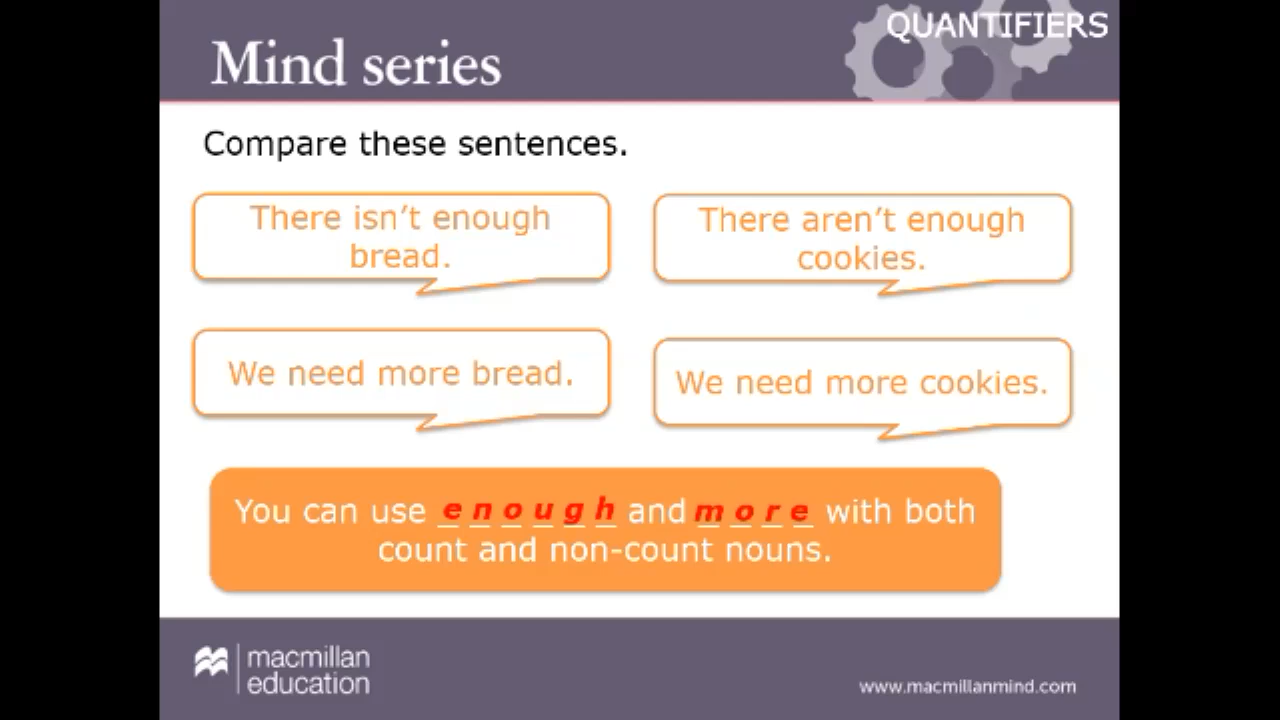 QUANTIFIERS
Mind series
Compare these sentences.
There isn't enough
bread.
There aren't enough
cookies.
We need more bread.
We need more cookies.
You can use enough and more with both
count and non-count nouns.
macmillan
education
www.macmillanmind.com